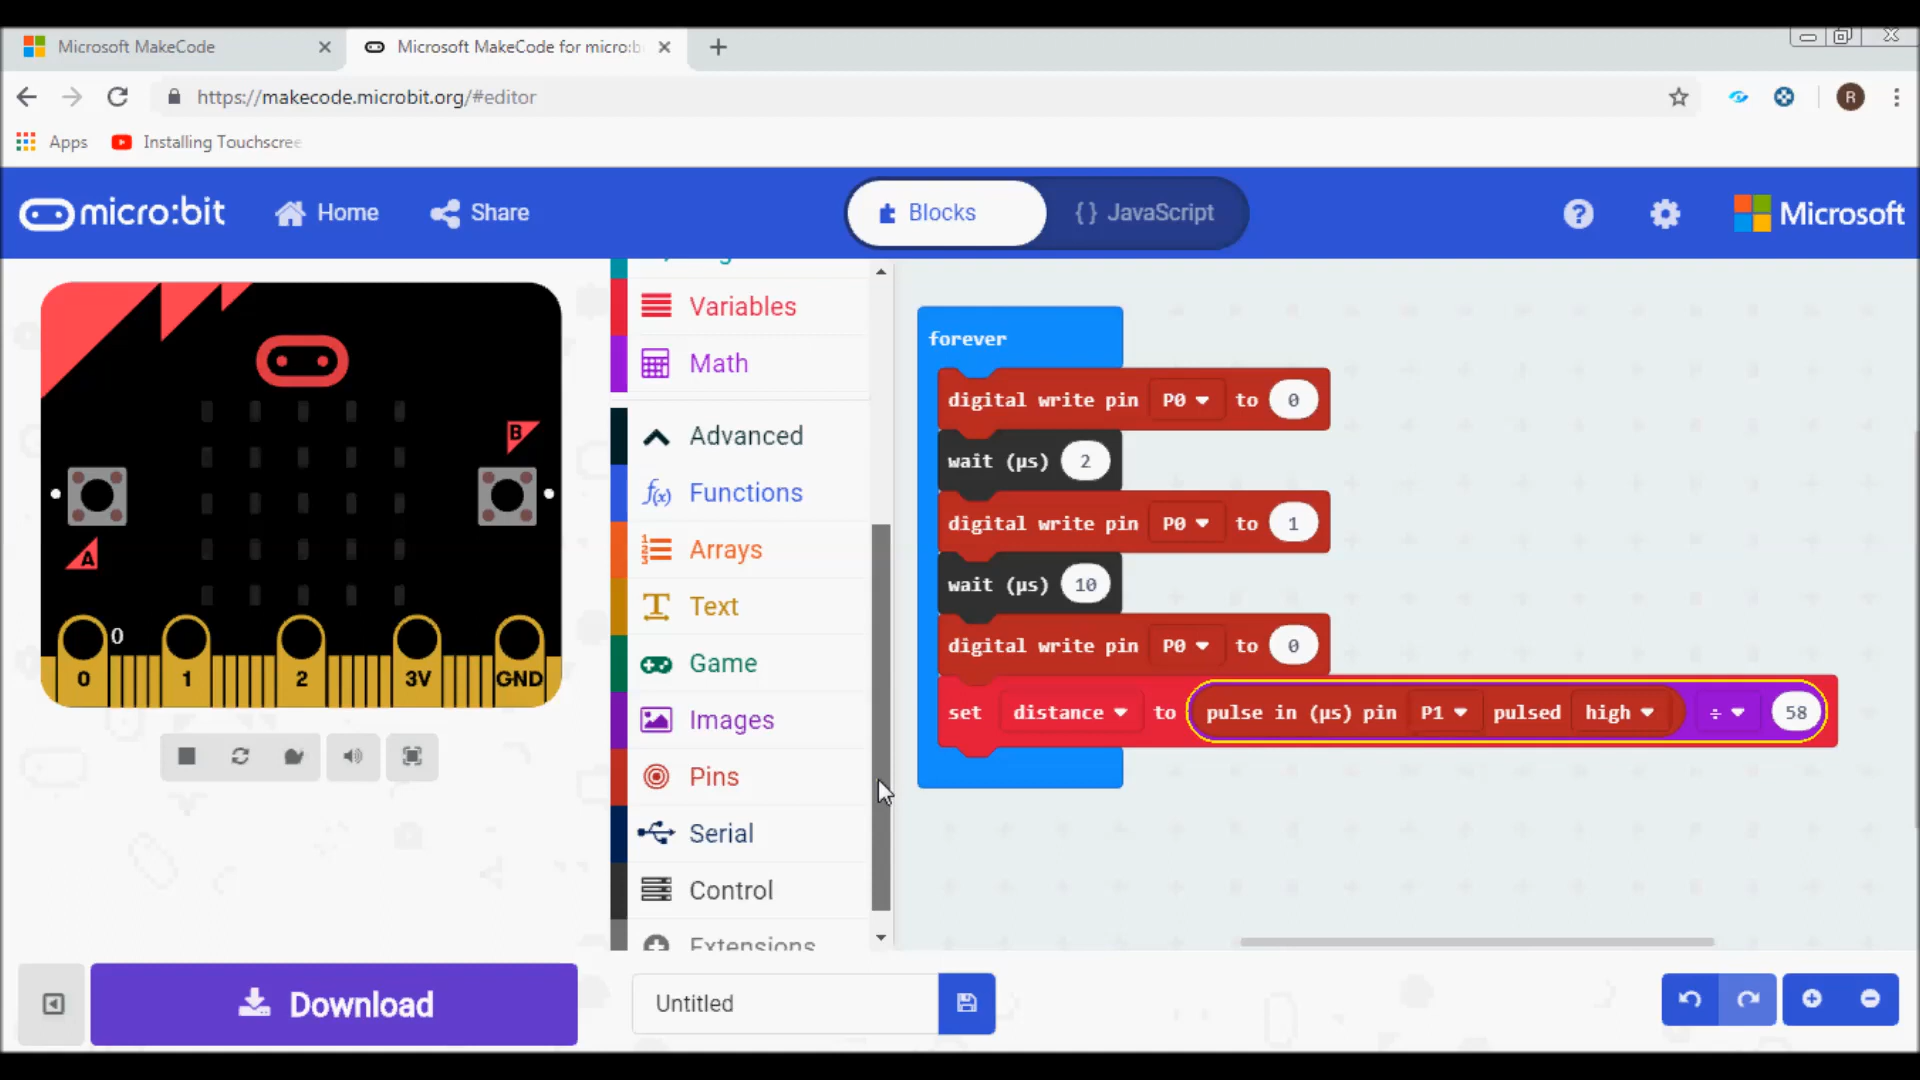 Microsoft MakeCode
Microsoft MakeCode for micro:b
https://makecode.microbit.org/#editor
R
Apps
Installing Touchscree
micro:bit
Home
Share
Blocks
{} JavaScript
?
Microsoft
B
A
0
0
1
2
3V
GND
Variables
Math
Advanced
f(x) Functions
Arrays
Text
Game
Images
Pins
Serial
Control
Extensions
forever
digital write pin P0 to 0
wait (µs) 2
digital write pin P0 to 1
wait (µs) 10
digital write pin P0 to 0
set distance to pulse in (µs) pin P1 pulsed high ÷ 58
Download
Untitled